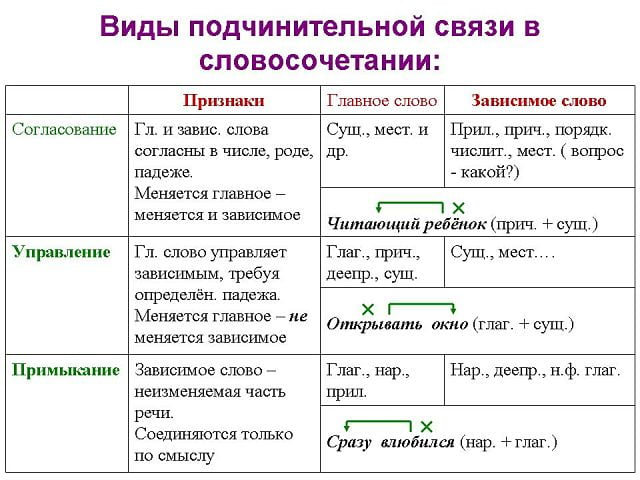 Виды подчинительной связи в
словосочетании:
Признаки
Главное слово
Зависимое слово
Согласование
Гл. и завис. слова
согласны в числе, роде,
падеже.
Меняется главное –
меняется и зависимое
Сущ., мест. и
др.
Прил., прич., порядк.
числит., мест. ( вопрос
- какой?)
Читающий ребёнок (прич. + сущ.)
Управление
Гл. слово управляет
зависимым, требуя
определён. падежа.
Меняется главное – не
меняется зависимое
Глаг., прич.,
деепр., сущ.
Сущ., мест….
Открывать окно (глаг. + сущ.)
Примыкание
Зависимое слово –
неизменяемая часть
речи.
Соединяются только
по смыслу
Глаг., нар.,
прил.
Нар., деепр., н.ф. глаг.
Сразу влюбился (нар. + глаг.)